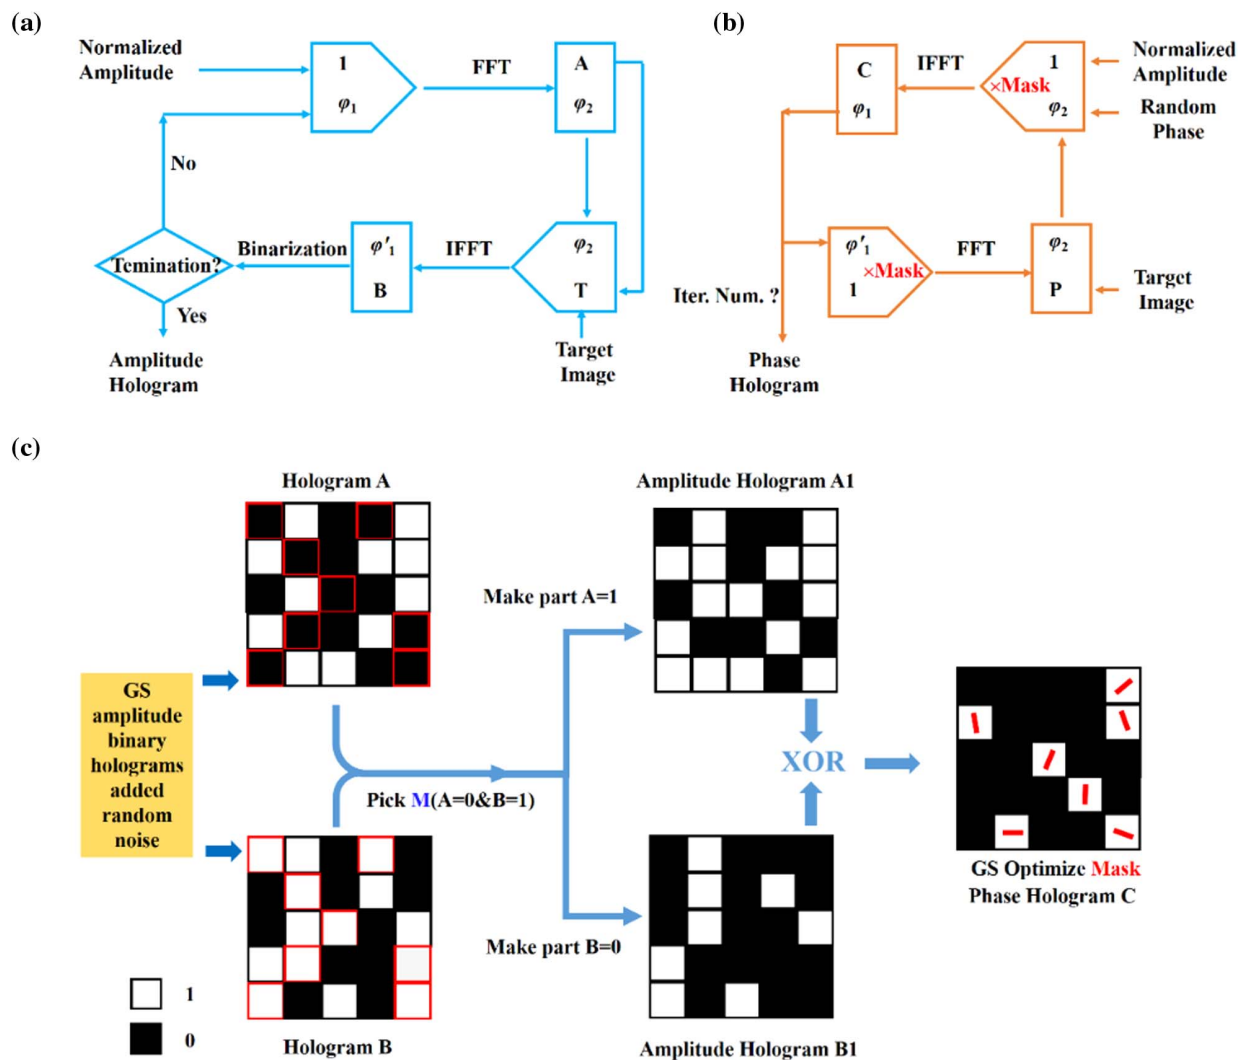 (a)
Normalized
Amplitude
1
φ₁
FFT
A
φ₂
No
Temination?
Binarization
φ'₁
B
IFFT
φ₂
T
Yes
Amplitude
Hologram
Target
Image
(b)
C
φ₁
IFFT
1
×Mask
φ₂
Normalized
Amplitude
Random
Phase
φ'₁
×Mask
1
FFT
φ₂
P
Target
Image
Iter. Num. ?
Phase
Hologram
(c)
Hologram A
Amplitude Hologram A1
Make part A=1
GS
amplitude
binary
holograms
added
random
noise
Pick M(A=0&B=1)
XOR
GS Optimize Mask
Phase Hologram C
Make part B=0
1
0
Hologram B
Amplitude Hologram B1